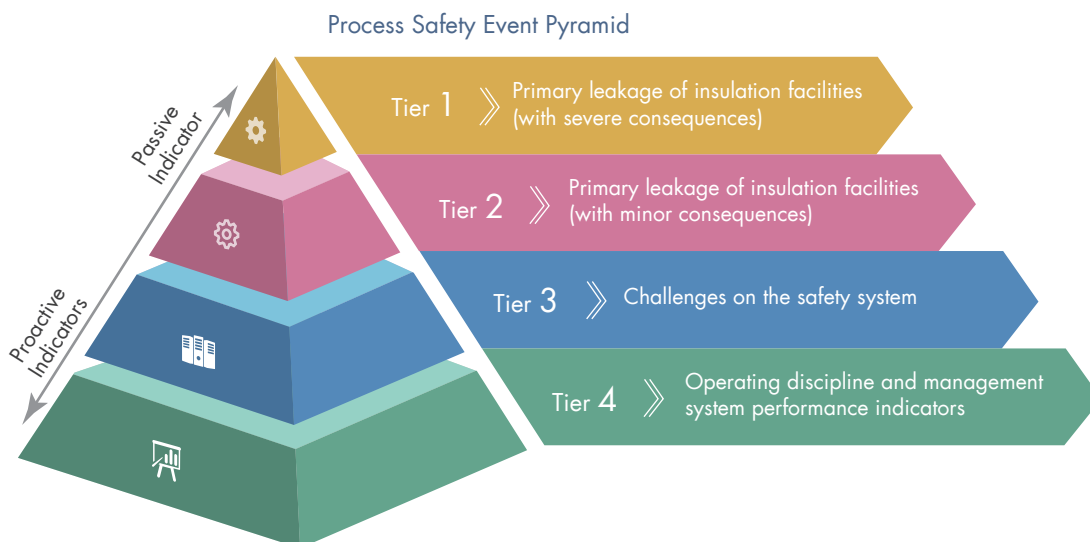 Process Safety Event Pyramid
Passive
Indicator
Proactive
Indicators
Tier 1
Primary leakage of insulation facilities
(with severe consequences)
Tier 2
Primary leakage of insulation facilities
(with minor consequences)
Tier 3
Challenges on the safety system
Tier 4
Operating discipline and management
system performance indicators